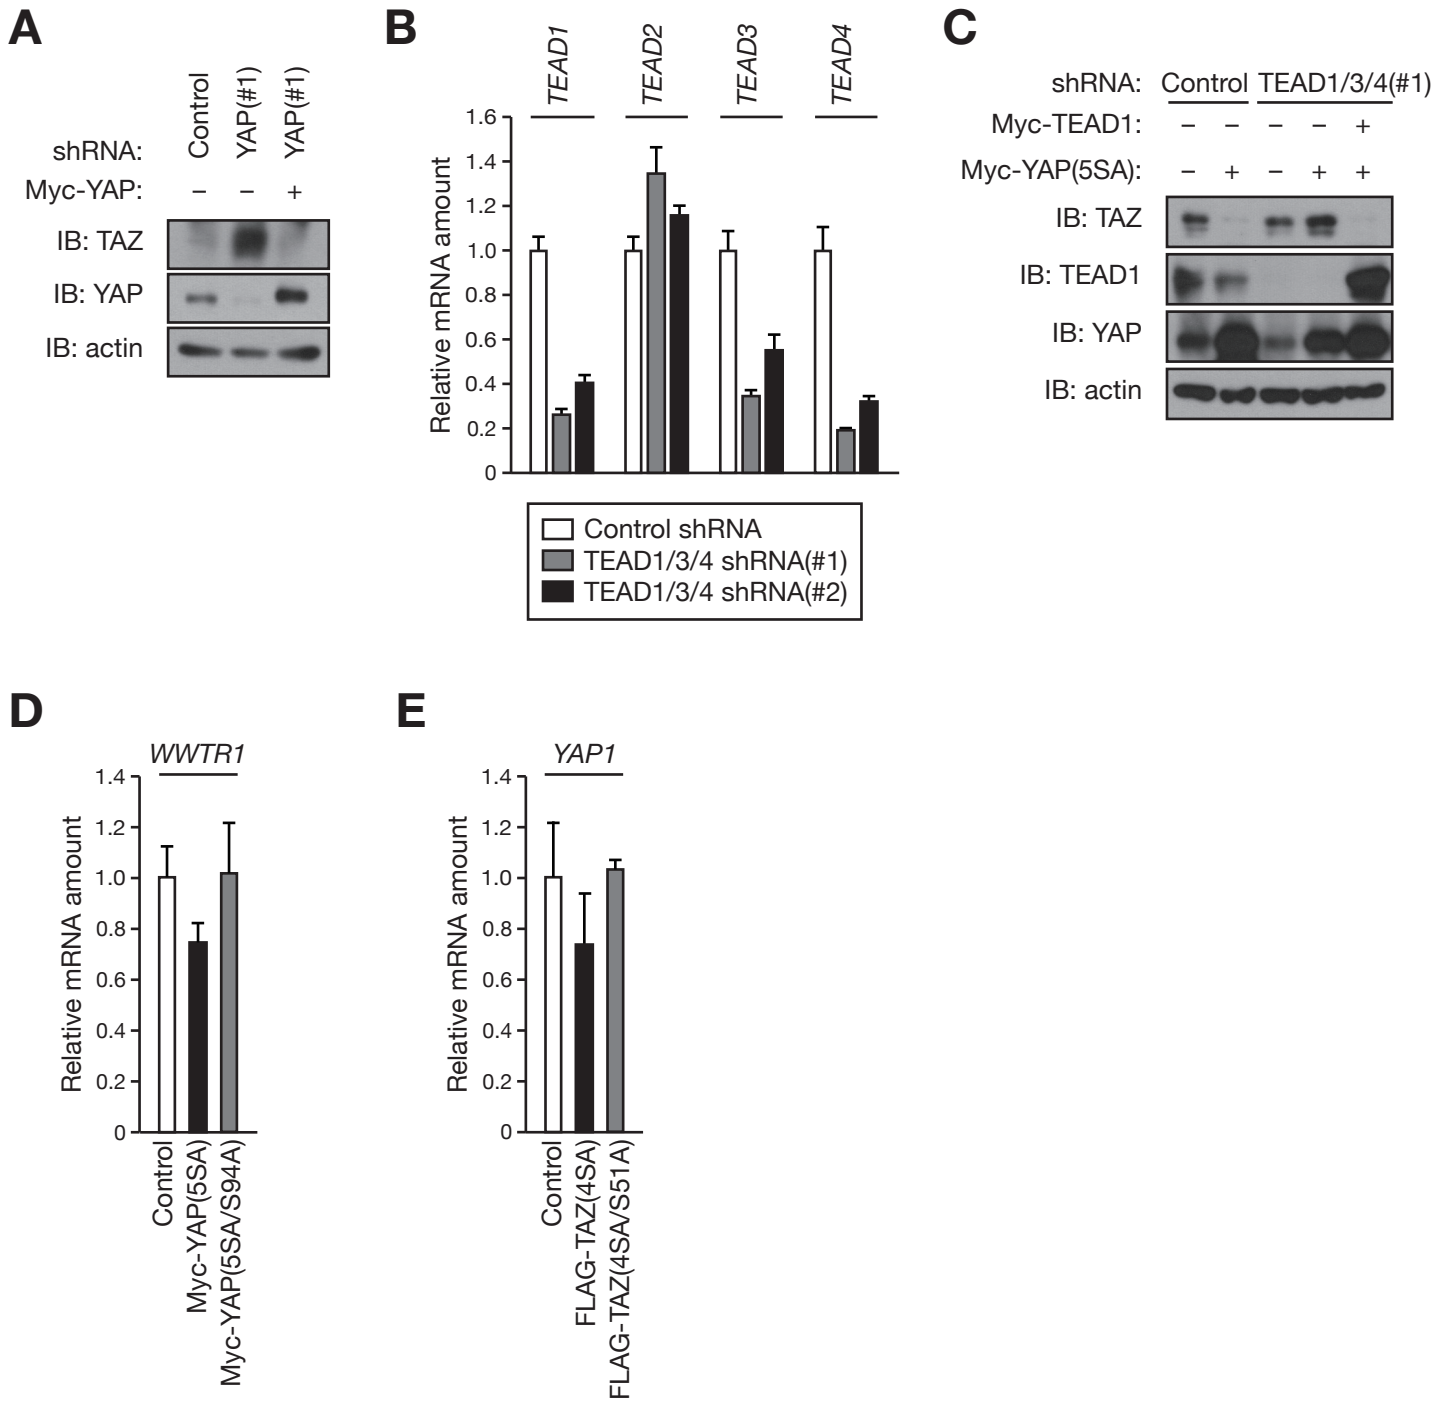 A
Control
YAP(#1)
YAP(#1)
shRNA:
Myc-YAP: – – +
IB: TAZ
IB: YAP
IB: actin
B
TEAD1
TEAD2
TEAD3
TEAD4
Relative mRNA amount
1.6
1.4
1.2
1.0
0.8
0.6
0.4
0.2
0
Control shRNA
TEAD1/3/4 shRNA(#1)
TEAD1/3/4 shRNA(#2)
C
shRNA: Control TEAD1/3/4(#1)
Myc-TEAD1: – – – – +
Myc-YAP(5SA): – + – + +
IB: TAZ
IB: TEAD1
IB: YAP
IB: actin
D
WWTR1
Relative mRNA amount
1.4
1.2
1.0
0.8
0.6
0.4
0.2
0
Control
Myc-YAP(5SA)
Myc-YAP(5SA/S94A)
E
YAP1
Relative mRNA amount
1.4
1.2
1.0
0.8
0.6
0.4
0.2
0
Control
FLAG-TAZ(4SA)
FLAG-TAZ(4SA/S51A)